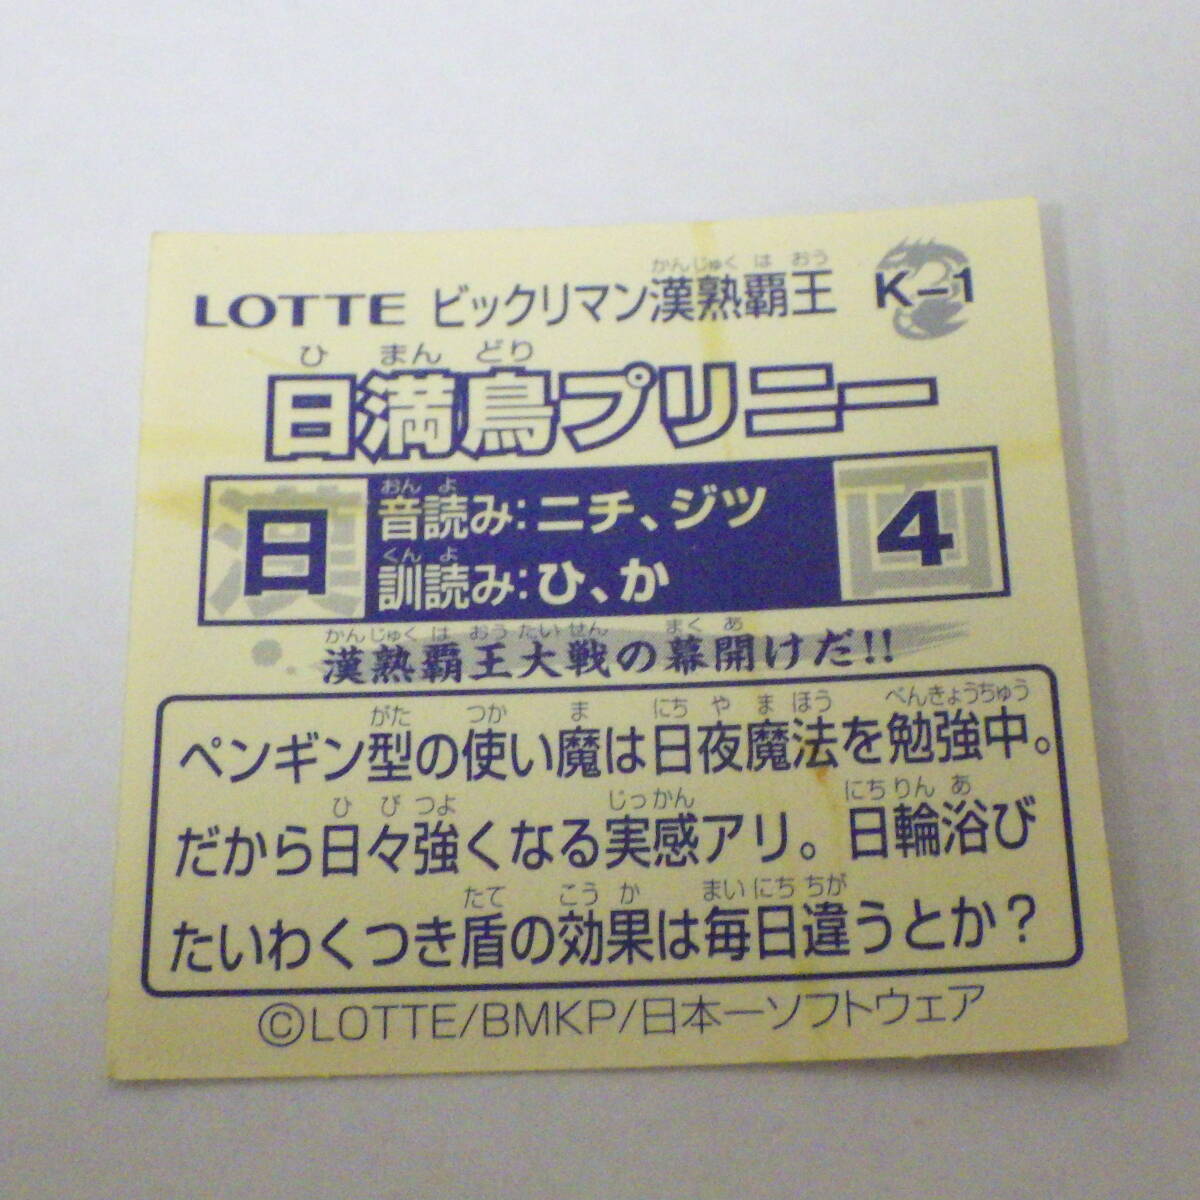 かんじゅく は おう
LOTTE ビックリマン漢熟覇王 K-1
ひ まん どり
日満鳥プリニー
漢 日 画 4
おん よ
音読み:ニチ、ジツ
くん よ
訓読み:ひ、か
かんじゅく は おう たい せん まく あ
漢熟覇王大戦の幕開けだ!!
がた つか ま にち や ま ほう べんきょうちゅう
ペンギン型の使い魔は日夜魔法を勉強中。
ひ び つよ じっかん にちりん あ
だから日々強くなる実感アリ。日輪浴び
たて こう か まい にち ちが
たいわくつき盾の効果は毎日違うとか?
©LOTTE/BMKP/日本一ソフトウェア